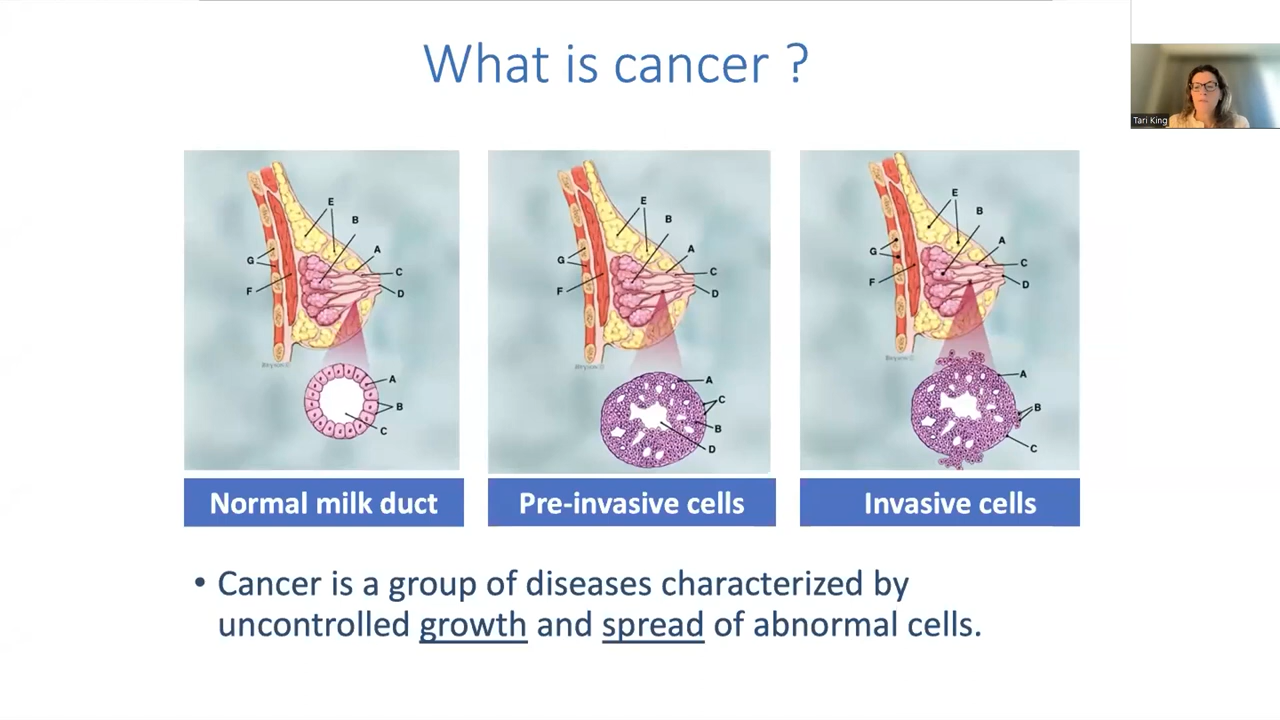 What is cancer ?
Tari King
E
B
A
G
C
F
D
A
B
C
E
B
A
G
C
F
D
A
C
B
D
E
B
A
G
C
F
D
A
B
C
Normal milk duct
Pre-invasive cells
Invasive cells
• Cancer is a group of diseases characterized by
uncontrolled growth and spread of abnormal cells.